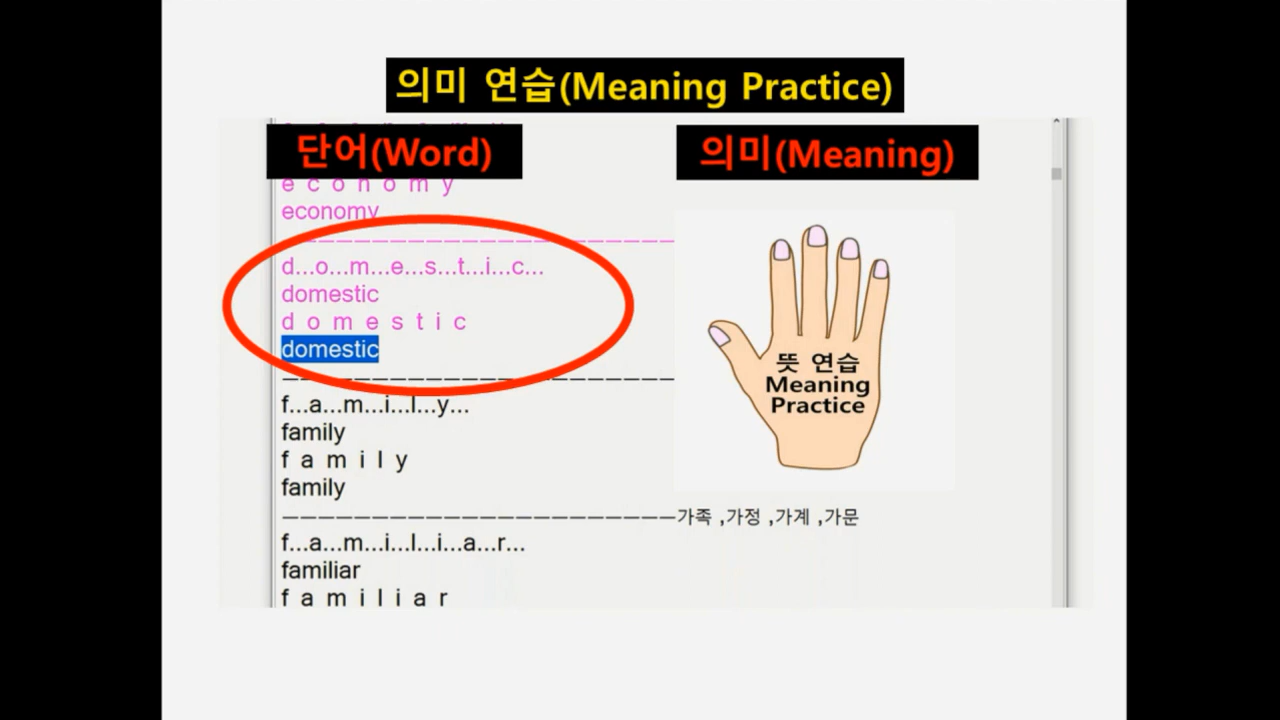 의미 연습(Meaning Practice)
단어(Word)
의미(Meaning)
e c o n o m y
economy
————————————————————————
d...o...m...e...s...t...i...c...
domestic
d o m e s t i c
domestic
————————————————————————
뜻 연습
Meaning
Practice
f...a...m...i...l...y...
family
f a m i l y
family
————————————————————————가족 ,가정 ,가계 ,가문
f...a...m...i...l...i...a...r...
familiar
f a m i l i a r